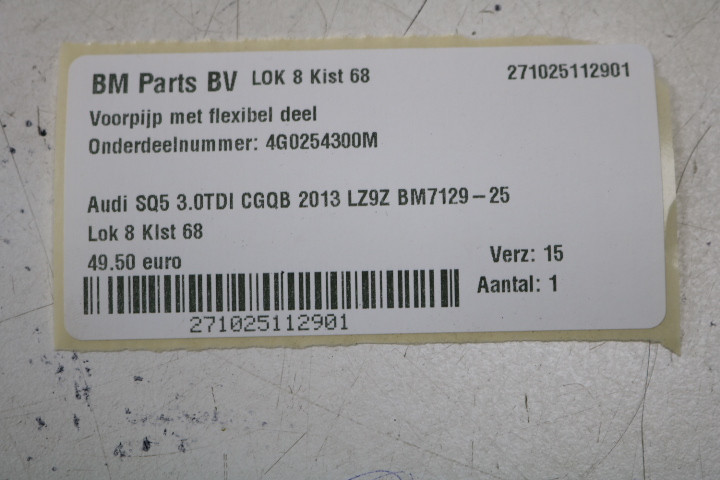 BM Parts BV LOK 8 Kist 68 271025112901
Voorpijp met flexibel deel
Onderdeelnummer: 4G0254300M
Audi SQ5 3.0TDI CGQB 2013 LZ9Z BM7129-25
Lok 8 KIst 68
49.50 euro
Verz: 15
Aantal: 1
271025112901